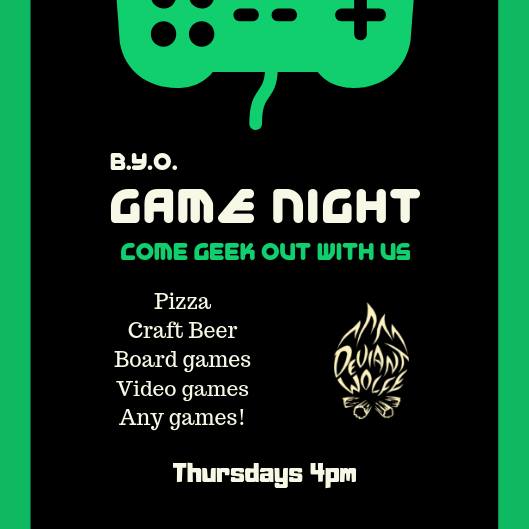 B.Y.O.
GAME NIGHT
COME GEEK OUT WITH US
Pizza
Craft Beer
Board games
Video games
Any games!
DEVIANT
WOLFE
Thursdays 4pm